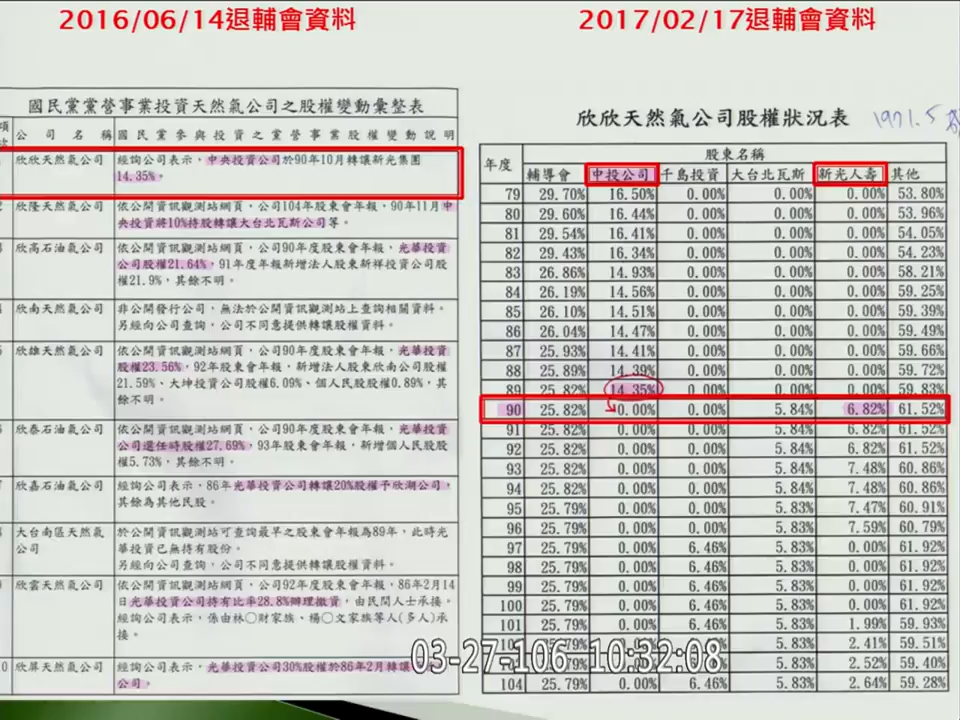 2016/06/14退輔會資料
國民黨黨營事業投資天然氣公司之股權變動彙整表
公司名稱 國民黨參與投資之黨營事業股權變動說明
欣欣天然氣公司 經詢公司表示，中央投資公司於90年10月轉讓新光集團
14.35%。
欣隆天然氣公司 依公開資訊觀測站網頁，公司104年股東會年報，90年11月中
央投資將10%持股轉讓大台北瓦斯公司等。
欣高石油氣公司 依公開資訊觀測站網頁，公司90年度股東會年報，光華投資
公司股權21.64%，91年度年報新增法人股東新祥投資公司股
權21.9%，其餘不明。
欣南天然氣公司 非公開發行公司，無法於公開資訊觀測站上查詢相關資料。
另經向公司查詢，公司不同意提供轉讓股權資料。
欣雄天然氣公司 依公開資訊觀測站網頁，公司90年度股東會年報，光華投資
股權23.56%，92年股東會年報，新增法人股東欣南天然氣公司
21.59%、大坤投資公司股權6.09%、個人民股股權0.89%，其
餘不明。
欣泰石油氣公司 依公開資訊觀測站網頁，公司90年度股東會年報，光華投資
公司選任時股權27.69%，93年股東會年報，新增個人民股股
權5.73%，其餘不明。
欣嘉石油氣公司 經詢公司表示，86年光華投資公司轉讓20%股權予欣湖公司，
其餘為其他民股。
大台南區天然氣 於公開資訊觀測站可查詢最早之股東會年報為89年，此時光
公司 華投資已無持有股份。
另經向公司查詢，公司不同意提供轉讓股權資料。
欣雲天然氣公司 依公開資訊觀測站網頁，公司92年度股東會年報，86年2月14
日光華投資公司持有比率28.8%辦理撤資，由民間人士承接。
經詢公司表示，係由林○財家族、楊○文家族等人(多人)承
接。
欣屏天然氣公司 經詢公司表示，光華投資公司30%股權於86年2月轉讓
公司。
2017/02/17退輔會資料
欣欣天然氣公司股權狀況表
1971.5
年度 股東名稱
輔導會 中投公司 千島投資 大台北瓦斯 新光人壽 其他
79 29.70% 16.50% 0.00% 0.00% 0.00% 53.80%
80 29.60% 16.44% 0.00% 0.00% 0.00% 53.96%
81 29.54% 16.41% 0.00% 0.00% 0.00% 54.05%
82 29.43% 16.34% 0.00% 0.00% 0.00% 54.23%
83 26.86% 14.93% 0.00% 0.00% 0.00% 58.21%
84 26.19% 14.56% 0.00% 0.00% 0.00% 59.25%
85 26.10% 14.51% 0.00% 0.00% 0.00% 59.39%
86 26.04% 14.47% 0.00% 0.00% 0.00% 59.49%
87 25.93% 14.41% 0.00% 0.00% 0.00% 59.66%
88 25.89% 14.39% 0.00% 0.00% 0.00% 59.72%
89 25.82% 14.35% 0.00% 0.00% 0.00% 59.83%
90 25.82% 0.00% 0.00% 5.84% 6.82% 61.52%
91 25.82% 0.00% 0.00% 5.84% 6.82% 61.52%
92 25.82% 0.00% 0.00% 5.84% 6.82% 61.52%
93 25.82% 0.00% 0.00% 5.84% 7.48% 60.86%
94 25.82% 0.00% 0.00% 5.84% 7.48% 60.86%
95 25.79% 0.00% 0.00% 5.83% 7.47% 60.91%
96 25.79% 0.00% 0.00% 5.83% 7.59% 60.79%
97 25.79% 0.00% 6.46% 5.83% 0.00% 61.92%
98 25.79% 0.00% 6.46% 5.83% 0.00% 61.92%
99 25.79% 0.00% 6.46% 5.83% 0.00% 61.92%
100 25.79% 0.00% 6.46% 5.83% 0.00% 61.92%
101 25.79% 0.00% 6.46% 5.83% 1.99% 59.93%
25.79% 0.00% 6.46% 5.83% 2.41% 59.51%
2.52% 59.40%
104 25.79% 0.00% 6.46% 5.83% 2.64% 59.28%
03-27-106 10:32:08